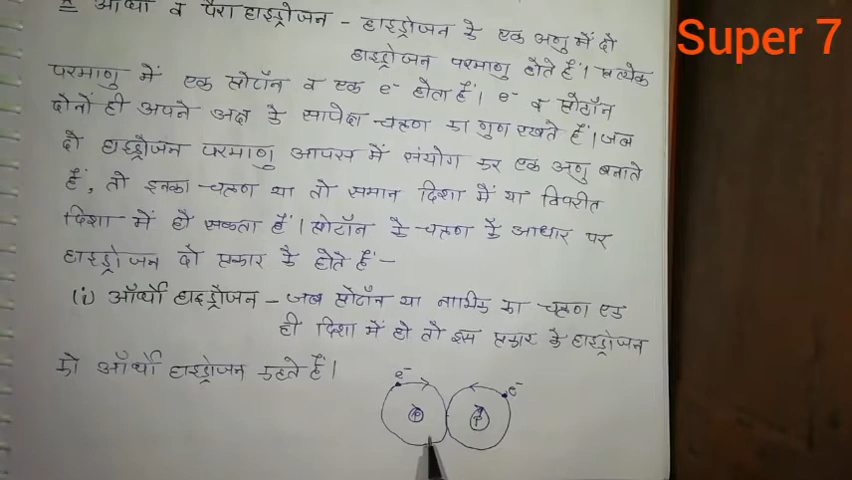 Super 7
* आर्थो व पैरा हाइड्रोजन - हाइड्रोजन के एक अणु में दो
हाइड्रोजन परमाणु होते हैं। प्रत्येक
परमाणु में एक प्रोटॉन व एक e⁻ होता है। e⁻ व प्रोटॉन
दोनों ही अपने अक्ष के सापेक्ष चक्रण का गुण रखते हैं। जब
दो हाइड्रोजन परमाणु आपस में संयोग कर एक अणु बनाते
हैं, तो इनका चक्रण या तो समान दिशा में या विपरीत
दिशा में हो सकता है। प्रोटॉन के चक्रण के आधार पर
हाइड्रोजन दो प्रकार के होते हैं -
(i) ऑर्थो हाइड्रोजन - जब प्रोटॉन या नाभिक का चक्रण एक
ही दिशा में हो तो इस प्रकार के हाइड्रोजन
को ऑर्थो हाइड्रोजन कहते हैं।
e⁻ e⁻
P P